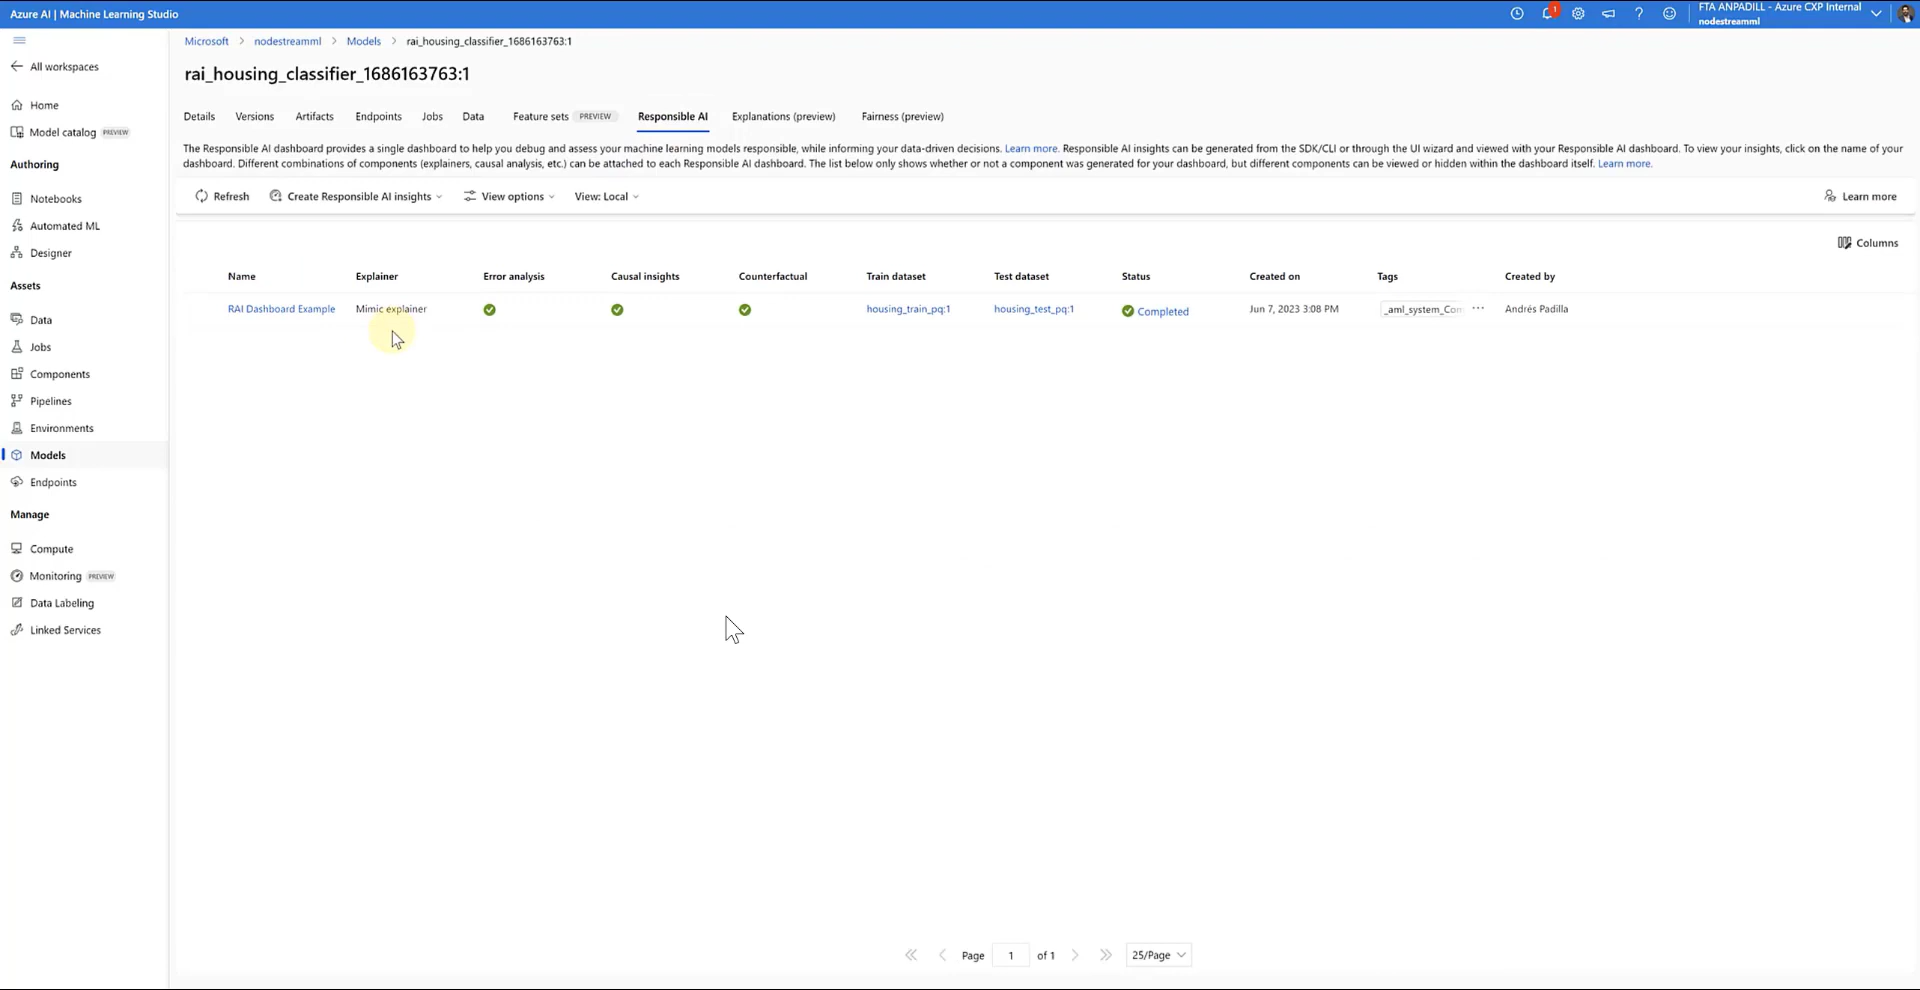 Azure AI | Machine Learning Studio
1
FTA ANPADILL - Azure CXP Internal
nodestreamml
All workspaces
Home
Model catalog PREVIEW
Authoring
Notebooks
Automated ML
Designer
Assets
Data
Jobs
Components
Pipelines
Environments
Models
Endpoints
Manage
Compute
Monitoring PREVIEW
Data Labeling
Linked Services
Microsoft > nodestreamml > Models > rai_housing_classifier_1686163763:1
rai_housing_classifier_1686163763:1
Details Versions Artifacts Endpoints Jobs Data Feature sets PREVIEW Responsible AI Explanations (preview) Fairness (preview)
The Responsible AI dashboard provides a single dashboard to help you debug and assess your machine learning models responsible, while informing your data-driven decisions. Learn more. Responsible AI insights can be generated from the SDK/CLI or through the UI wizard and viewed with your Responsible AI dashboard. To view your insights, click on the name of your
dashboard. Different combinations of components (explainers, causal analysis, etc.) can be attached to each Responsible AI dashboard. The list below only shows whether or not a component was generated for your dashboard, but different components can be viewed or hidden within the dashboard itself. Learn more.
Refresh Create Responsible AI insights View options View: Local Learn more
Columns
Name Explainer Error analysis Causal insights Counterfactual Train dataset Test dataset Status Created on Tags Created by
RAI Dashboard Example Mimic explainer housing_train_pq:1 housing_test_pq:1 Completed Jun 7, 2023 3:08 PM _aml_system_Com ··· Andrés Padilla
Page 1 of 1 25/Page